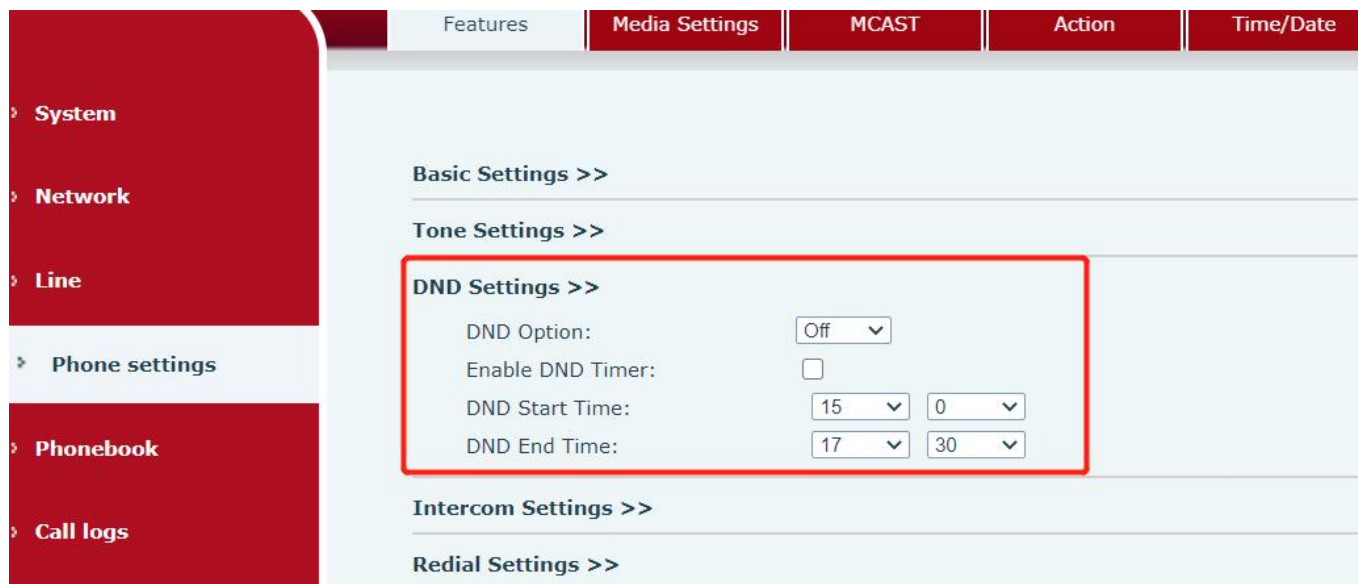 Features Media Settings MCAST Action Time/Date
System
Network
Line
Phone settings
Phonebook
Call logs
Basic Settings >>
Tone Settings >>
DND Settings >>
DND Option: Off
Enable DND Timer:
DND Start Time: 15 0
DND End Time: 17 30
Intercom Settings >>
Redial Settings >>